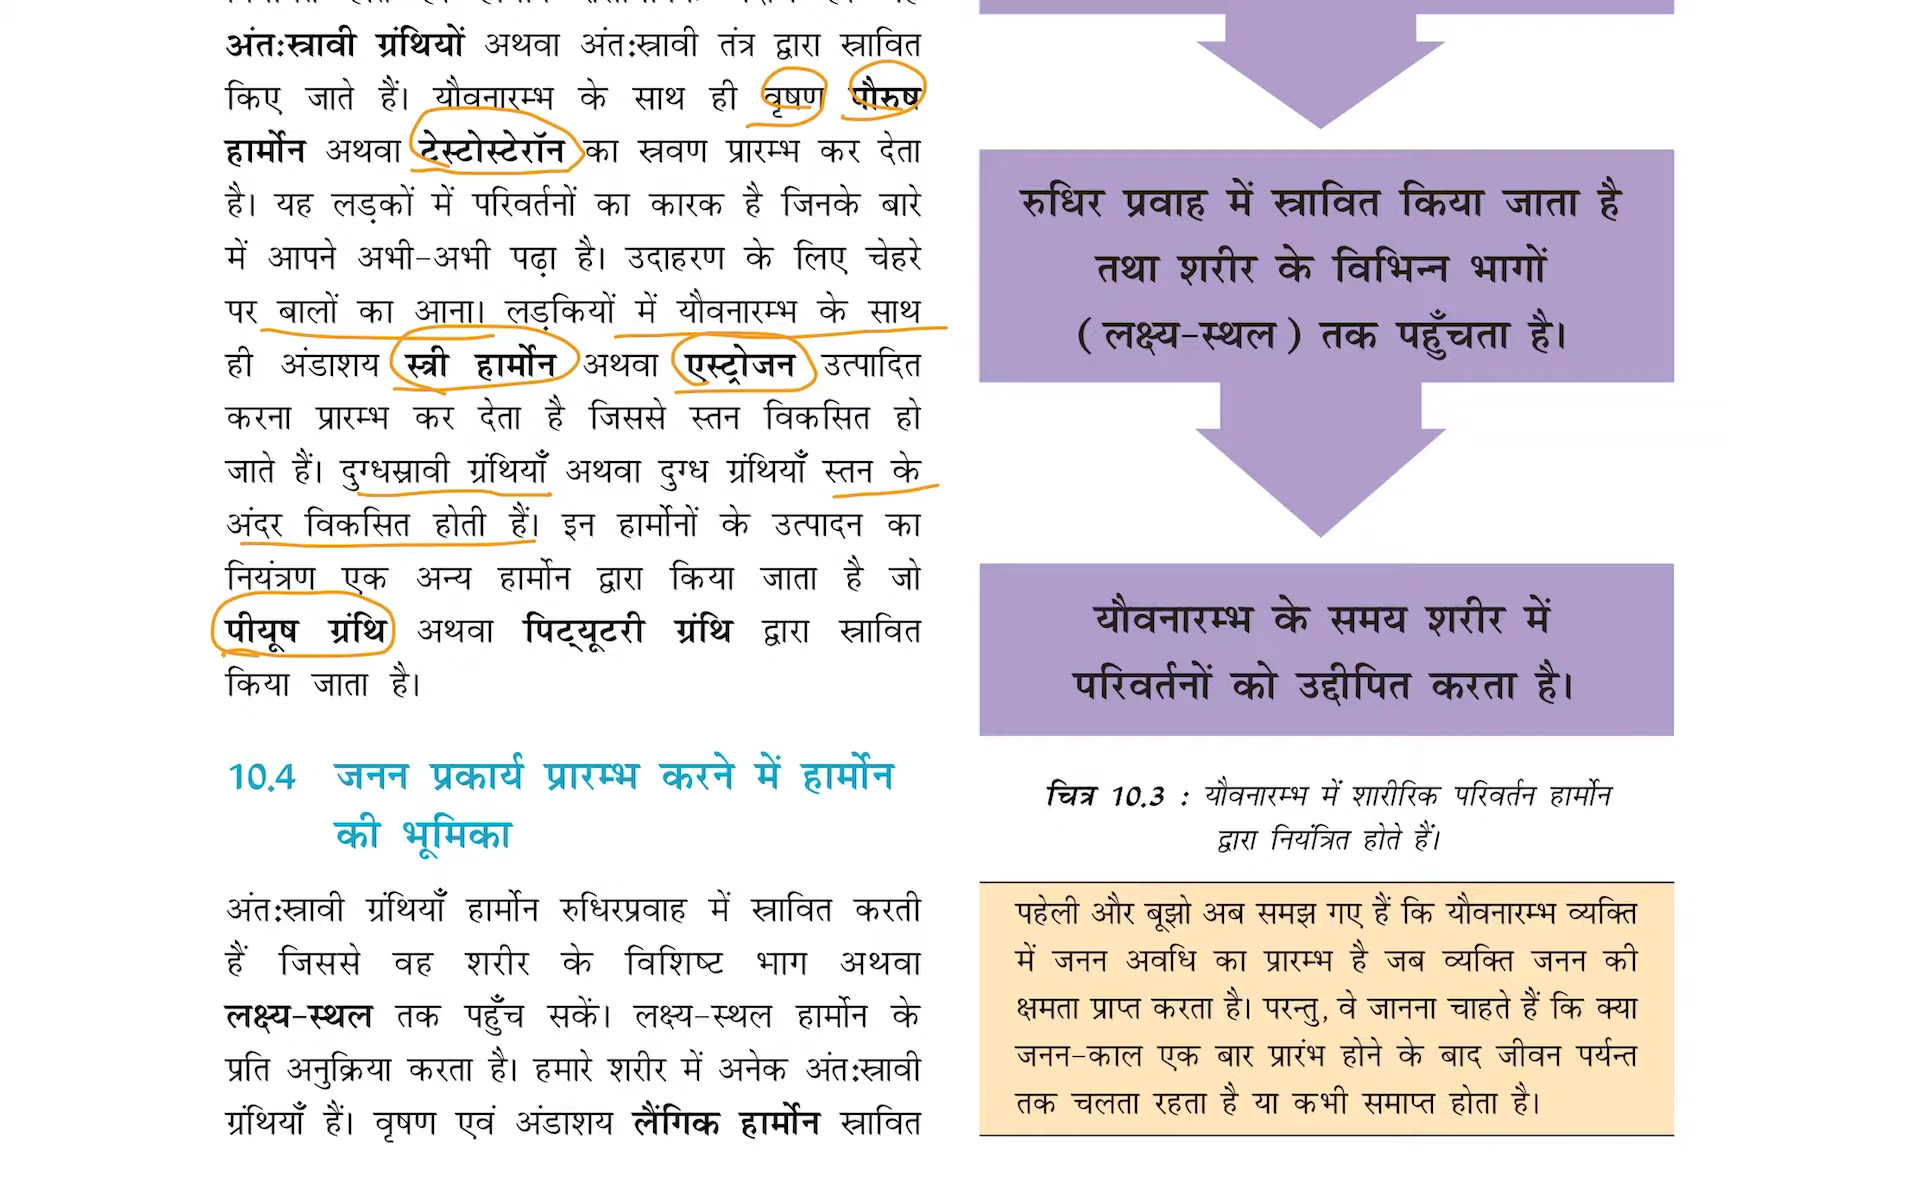 अंतःस्रावी ग्रंथियों अथवा अंतःस्रावी तंत्र द्वारा स्रावित
किए जाते हैं। यौवनारम्भ के साथ ही वृषण पौरुष
हार्मोन अथवा टेस्टोस्टेरॉन का स्रवण प्रारम्भ कर देता
है। यह लड़कों में परिवर्तनों का कारक है जिनके बारे
में आपने अभी-अभी पढ़ा है। उदाहरण के लिए चेहरे
पर बालों का आना। लड़कियों में यौवनारम्भ के साथ
ही अंडाशय स्त्री हार्मोन अथवा एस्ट्रोजन उत्पादित
करना प्रारम्भ कर देता है जिससे स्तन विकसित हो
जाते हैं। दुग्धस्रावी ग्रंथियाँ अथवा दुग्ध ग्रंथियाँ स्तन के
अंदर विकसित होती हैं। इन हार्मोनों के उत्पादन का
नियंत्रण एक अन्य हार्मोन द्वारा किया जाता है जो
पीयूष ग्रंथि अथवा पिट्यूटरी ग्रंथि द्वारा स्रावित
किया जाता है।
10.4 जनन प्रकार्य प्रारम्भ करने में हार्मोन
की भूमिका
अंतःस्रावी ग्रंथियाँ हार्मोन रुधिरप्रवाह में स्रावित करती
हैं जिससे वह शरीर के विशिष्ट भाग अथवा
लक्ष्य-स्थल तक पहुँच सकें। लक्ष्य-स्थल हार्मोन के
प्रति अनुक्रिया करता है। हमारे शरीर में अनेक अंतःस्रावी
ग्रंथियाँ हैं। वृषण एवं अंडाशय लैंगिक हार्मोन स्रावित
रुधिर प्रवाह में स्रावित किया जाता है
तथा शरीर के विभिन्न भागों
(लक्ष्य-स्थल) तक पहुँचता है।
यौवनारम्भ के समय शरीर में
परिवर्तनों को उद्दीपित करता है।
चित्र 10.3 : यौवनारम्भ में शारीरिक परिवर्तन हार्मोन
द्वारा नियंत्रित होते हैं।
पहेली और बूझो अब समझ गए हैं कि यौवनारम्भ व्यक्ति
में जनन अवधि का प्रारम्भ है जब व्यक्ति जनन की
क्षमता प्राप्त करता है। परन्तु, वे जानना चाहते हैं कि क्या
जनन-काल एक बार प्रारंभ होने के बाद जीवन पर्यन्त
तक चलता रहता है या कभी समाप्त होता है।